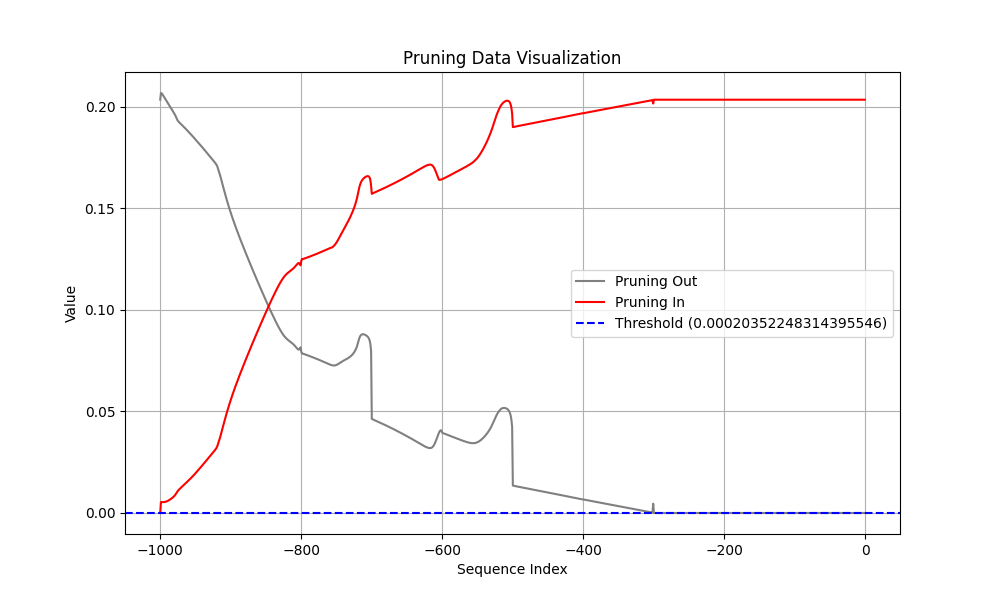 Pruning Data Visualization
0.20
0.15
0.10
0.05
0.00
Value
Pruning Out
Pruning In
Threshold (0.00020352248314395546)
−1000
−800
−600
−400
−200
0
Sequence Index